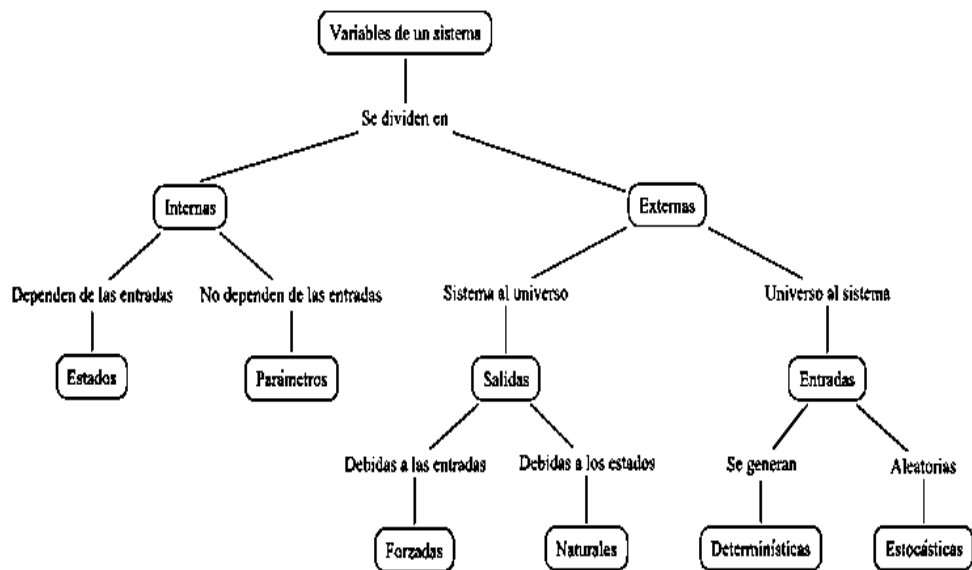 Variables de un sistema
Se dividen en
Internas
Externas
Dependen de las entradas
No dependen de las entradas
Sistema al universo
Universo al sistema
Estados
Parámetros
Salidas
Entradas
Debidas a las entradas
Debidas a los estados
Se generan
Aleatorias
Forzadas
Naturales
Determinísticas
Estocásticas